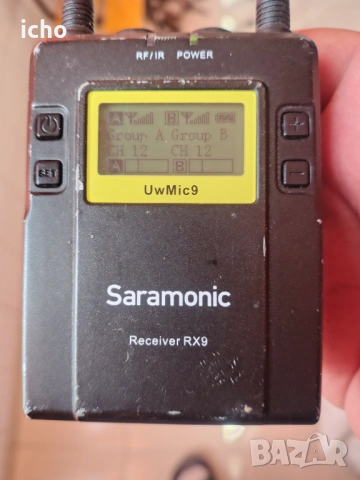 icho
RF/IR POWER
A B
Group A Group B
CH 12 CH 12
A B
SET
+
−
UwMic9
Saramonic
Receiver RX9
BAZAR